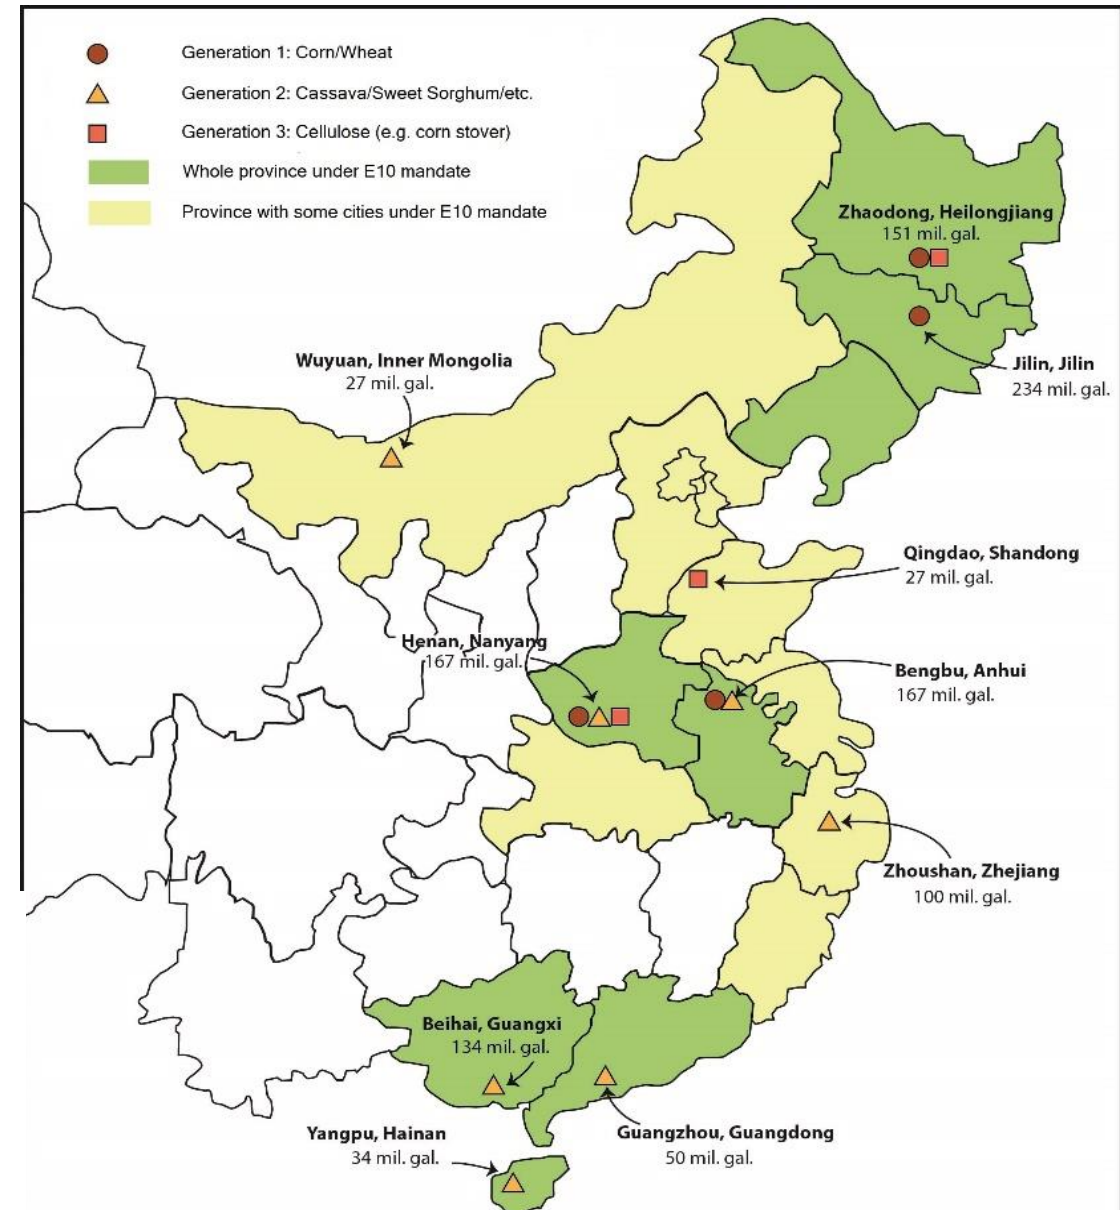 Generation 1: Corn/Wheat
Generation 2: Cassava/Sweet Sorghum/etc.
Generation 3: Cellulose (e.g. corn stover)
Whole province under E10 mandate
Province with some cities under E10 mandate
Zhaodong, Heilongjiang
151 mil. gal.
Wuyuan, Inner Mongolia
27 mil. gal.
Jilin, Jilin
234 mil. gal.
Qingdao, Shandong
27 mil. gal.
Henan, Nanyang
167 mil. gal.
Bengbu, Anhui
167 mil. gal.
Zhoushan, Zhejiang
100 mil. gal.
Beihai, Guangxi
134 mil. gal.
Yangpu, Hainan
34 mil. gal.
Guangzhou, Guangdong
50 mil. gal.